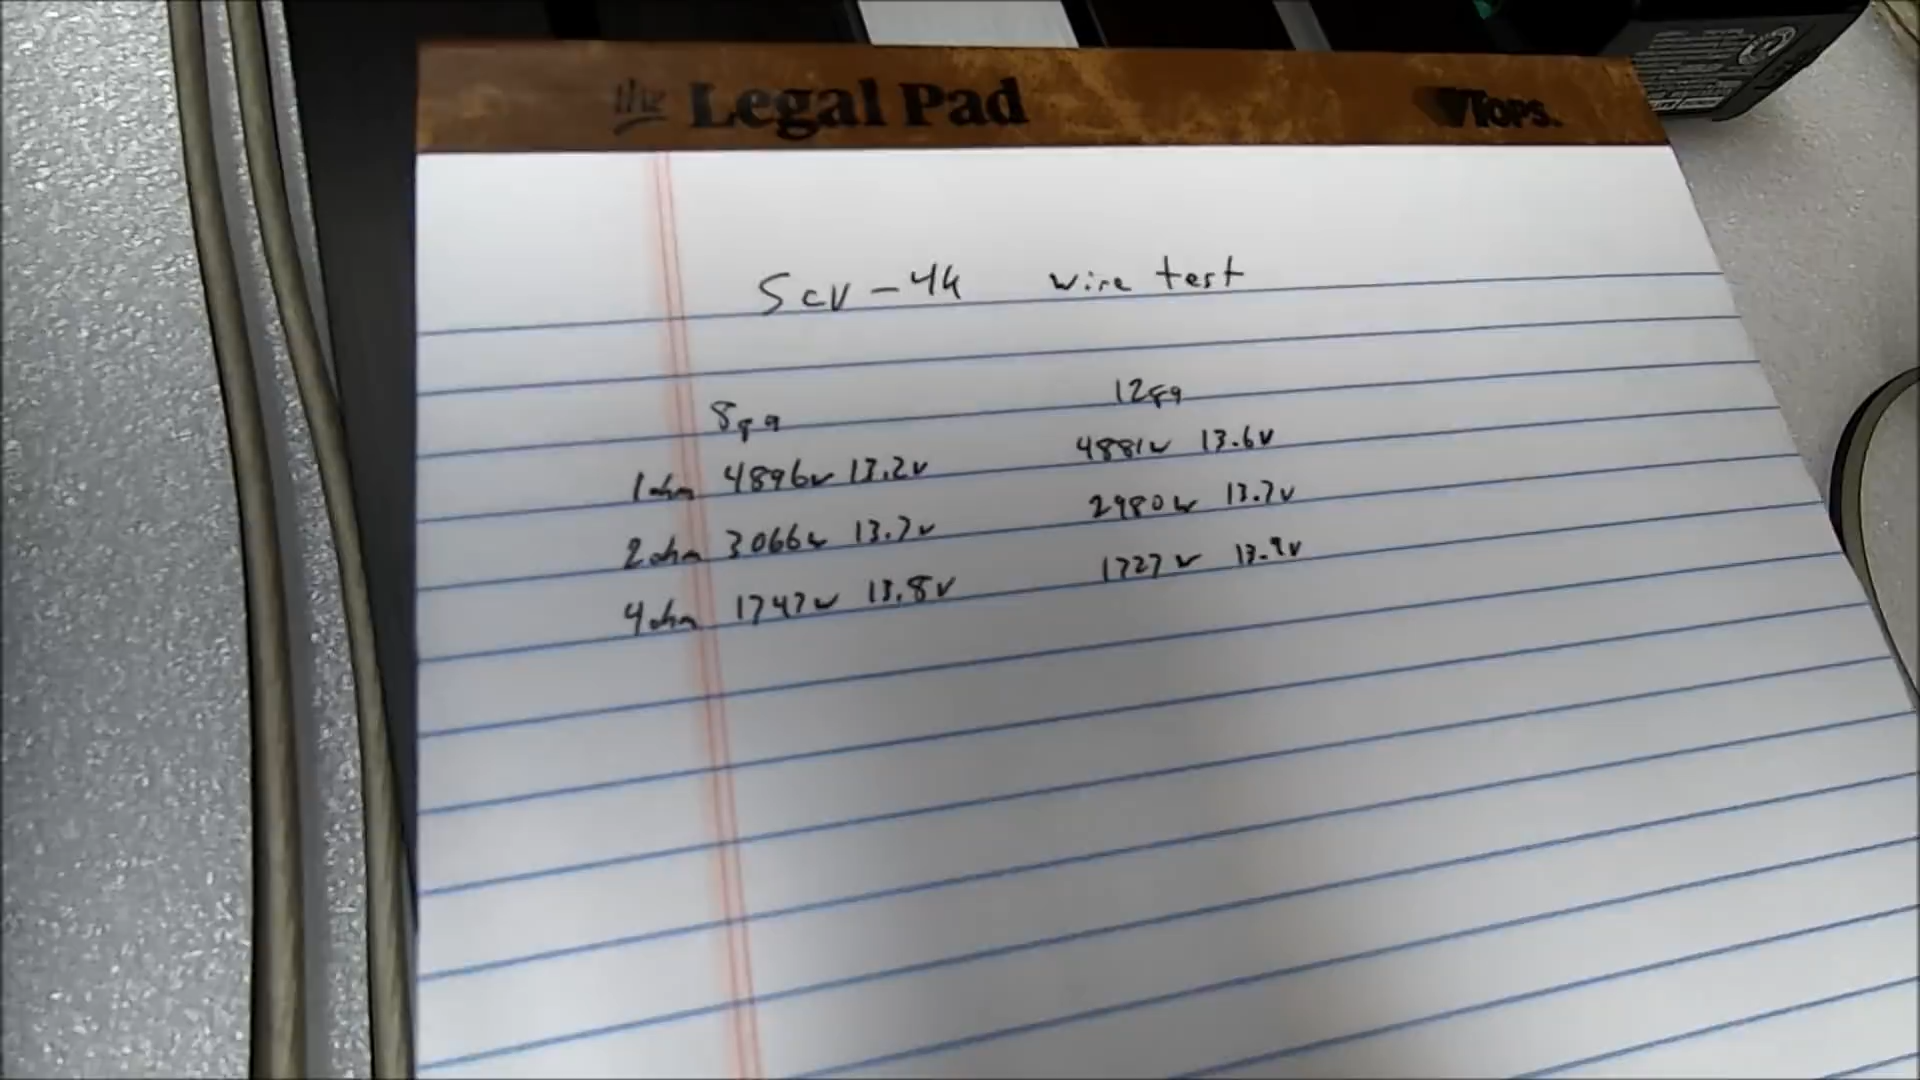 the Legal Pad TOPS.
Scv-4k wire test
8ga 12ga
1ohm 4896w 13.2v 4881w 13.6v
2ohm 3066w 13.7v 2980w 13.7v
4ohm 1747w 13.8v 1727w 13.9v